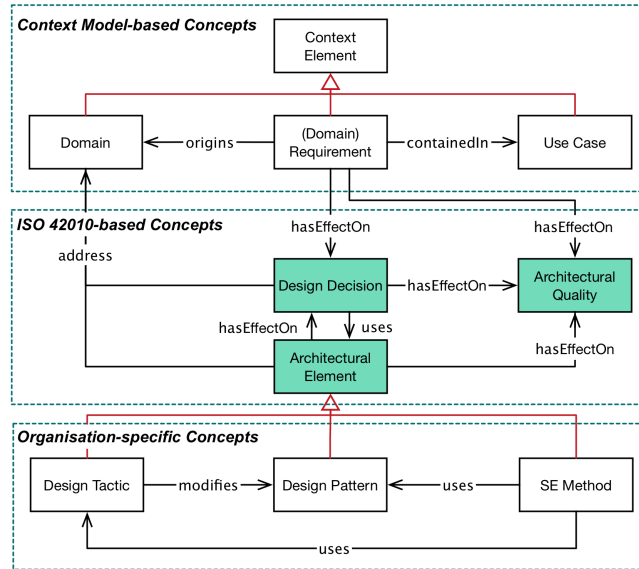 Context Model-based Concepts
Context
Element
Domain
origins
(Domain)
Requirement
containedIn
Use Case
ISO 42010-based Concepts
hasEffectOn
hasEffectOn
address
Design Decision
hasEffectOn
Architectural
Quality
hasEffectOn
uses
hasEffectOn
Architectural
Element
Organisation-specific Concepts
Design Tactic
modifies
Design Pattern
uses
SE Method
uses